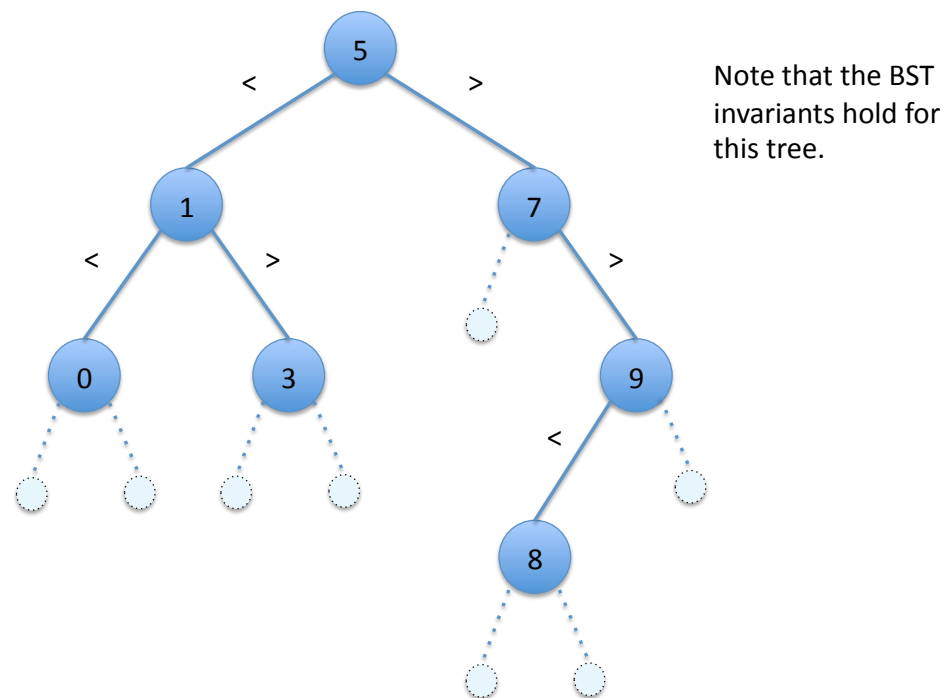 5
< >
Note that the BST
invariants hold for
this tree.
1 7
< > >
0 3 9
<
8